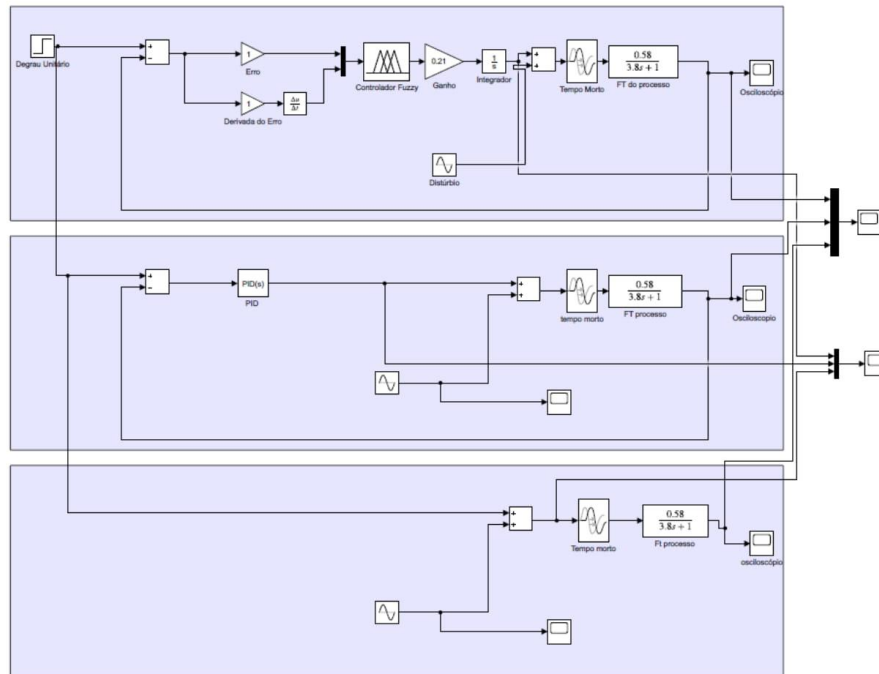 +
−
Degrau Unitário
1
Erro
1
Derivada do Erro
Δu
Δt
Controlador Fuzzy
0.21
Ganho
1
s
Integrador
+
+
Tempo Morto
0.58
3.8s + 1
FT do processo
Osciloscópio
Distúrbio
+
−
PID(s)
PID
+
+
tempo morto
0.58
3.8s + 1
FT processo
Osciloscopio
+
+
Tempo morto
0.58
3.8s + 1
Ft processo
osciloscópio